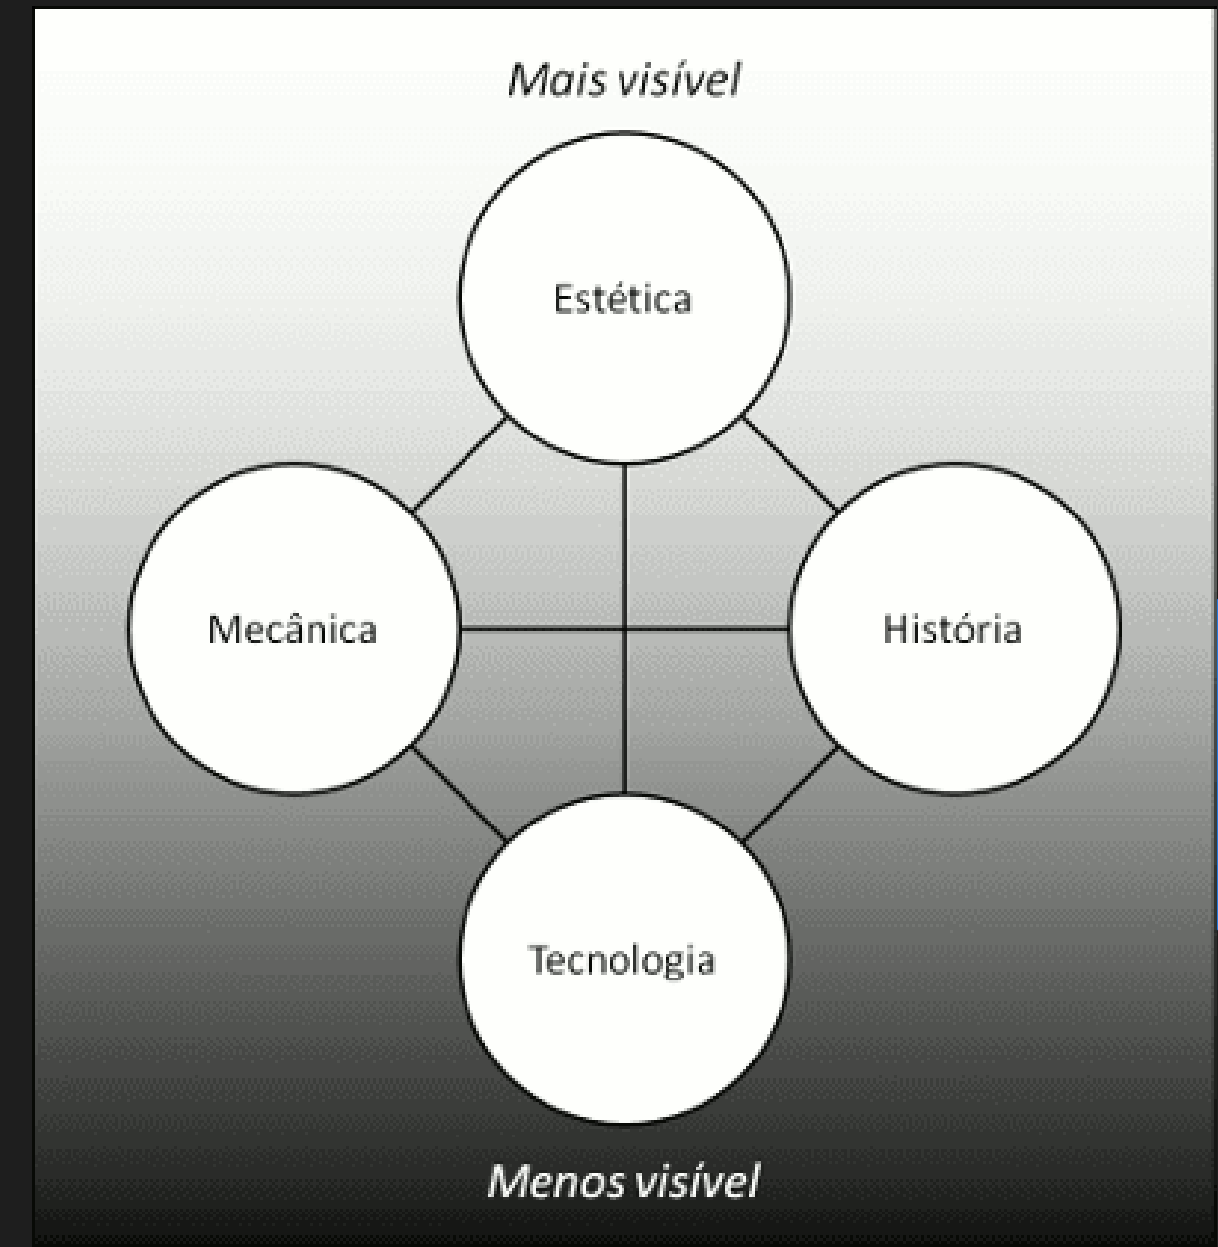 Mais visível
Estética
Mecânica
História
Tecnologia
Menos visível